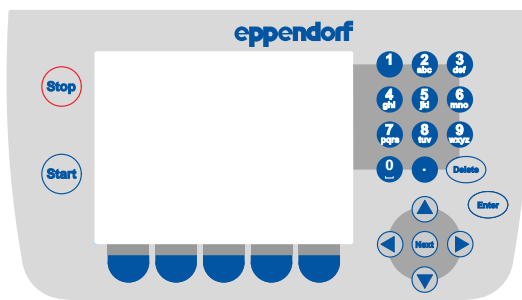 eppendorf
Stop
Start
1 2 3
abc def
4 5 6
ghi jkl mno
7 8 9
pqrs tuv wxyz
0 . Delete
Enter
Next